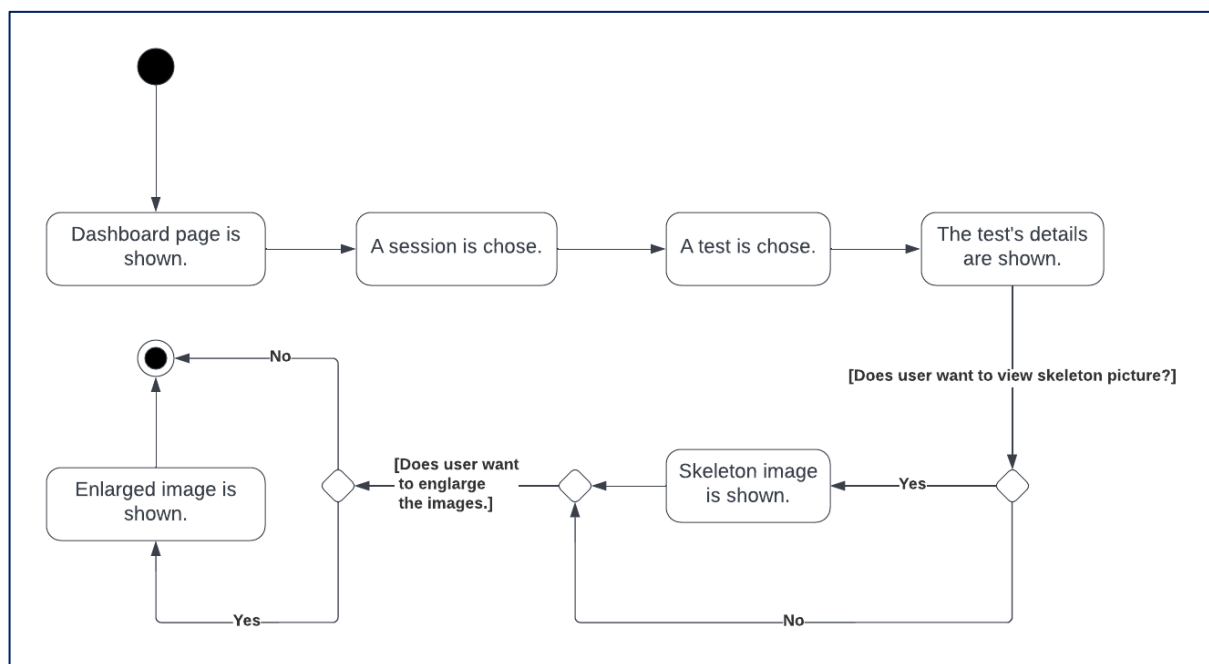 Dashboard page is
shown.
A session is chose.
A test is chose.
The test's details
are shown.
[Does user want to view skeleton picture?]
Yes
No
Skeleton image
is shown.
[Does user want
to englarge
the images.]
No
Yes
Enlarged image is
shown.